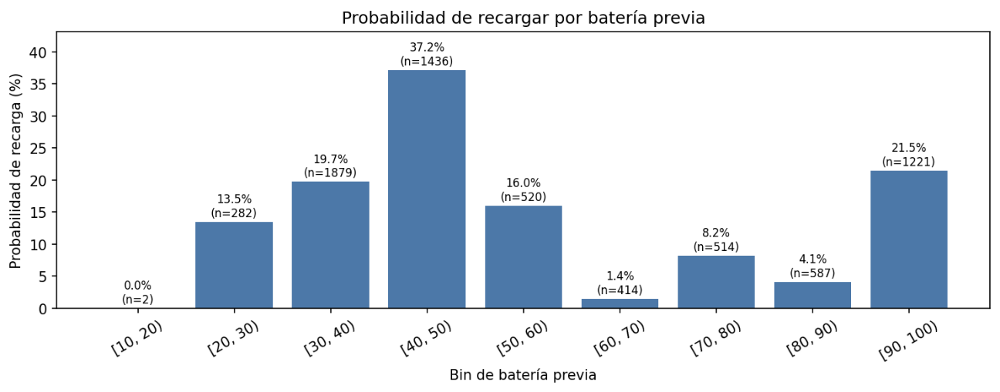 Probabilidad de recargar por batería previa
Probabilidad de recarga (%)
40
35
30
25
20
15
10
5
0
0.0%
(n=2)
13.5%
(n=282)
19.7%
(n=1879)
37.2%
(n=1436)
16.0%
(n=520)
1.4%
(n=414)
8.2%
(n=514)
4.1%
(n=587)
21.5%
(n=1221)
[10, 20)
[20, 30)
[30, 40)
[40, 50)
[50, 60)
[60, 70)
[70, 80)
[80, 90)
[90, 100)
Bin de batería previa